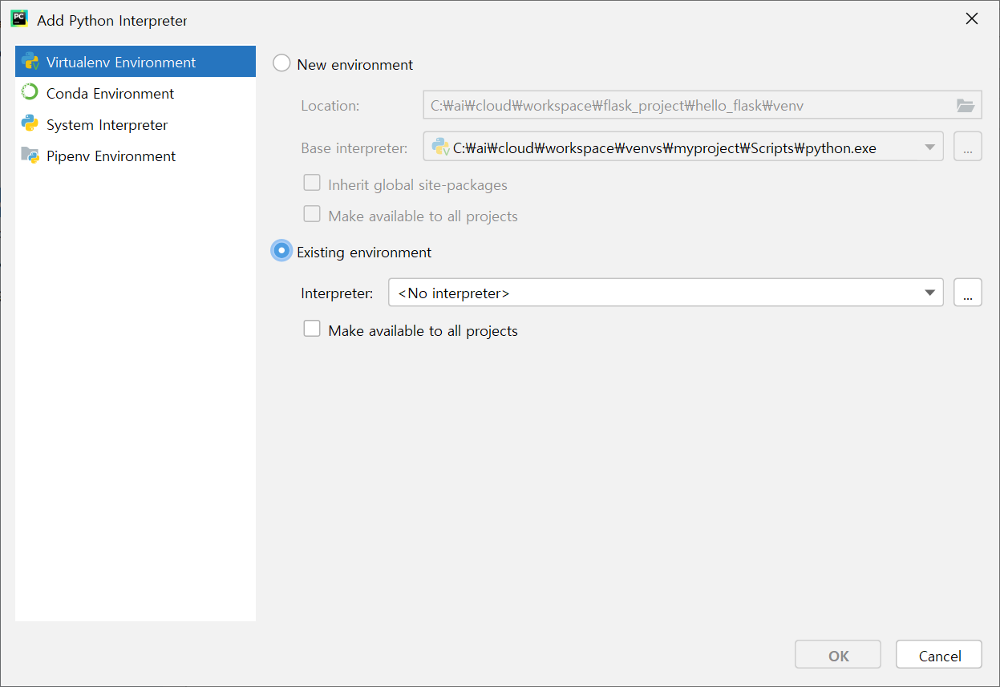 Add Python Interpreter
Virtualenv Environment
Conda Environment
System Interpreter
Pipenv Environment
New environment
Location: C:₩ai₩cloud₩workspace₩flask_project₩hello_flask₩venv
Base interpreter: C:₩ai₩cloud₩workspace₩venvs₩myproject₩Scripts₩python.exe ...
Inherit global site-packages
Make available to all projects
Existing environment
Interpreter: <No interpreter> ...
Make available to all projects
OK Cancel